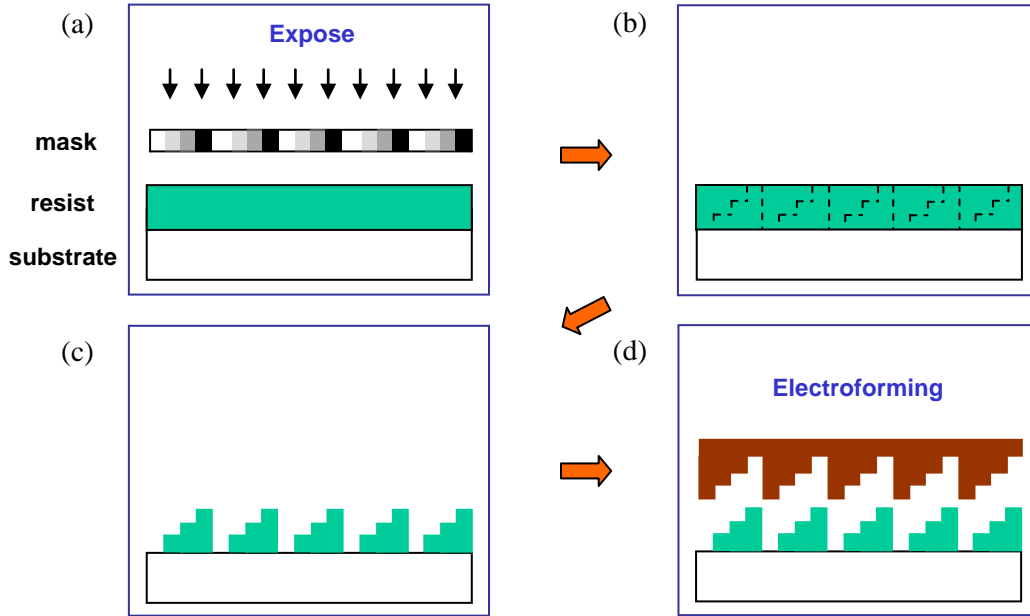 (a)
Expose
mask
resist
substrate
(b)
(c)
(d)
Electroforming